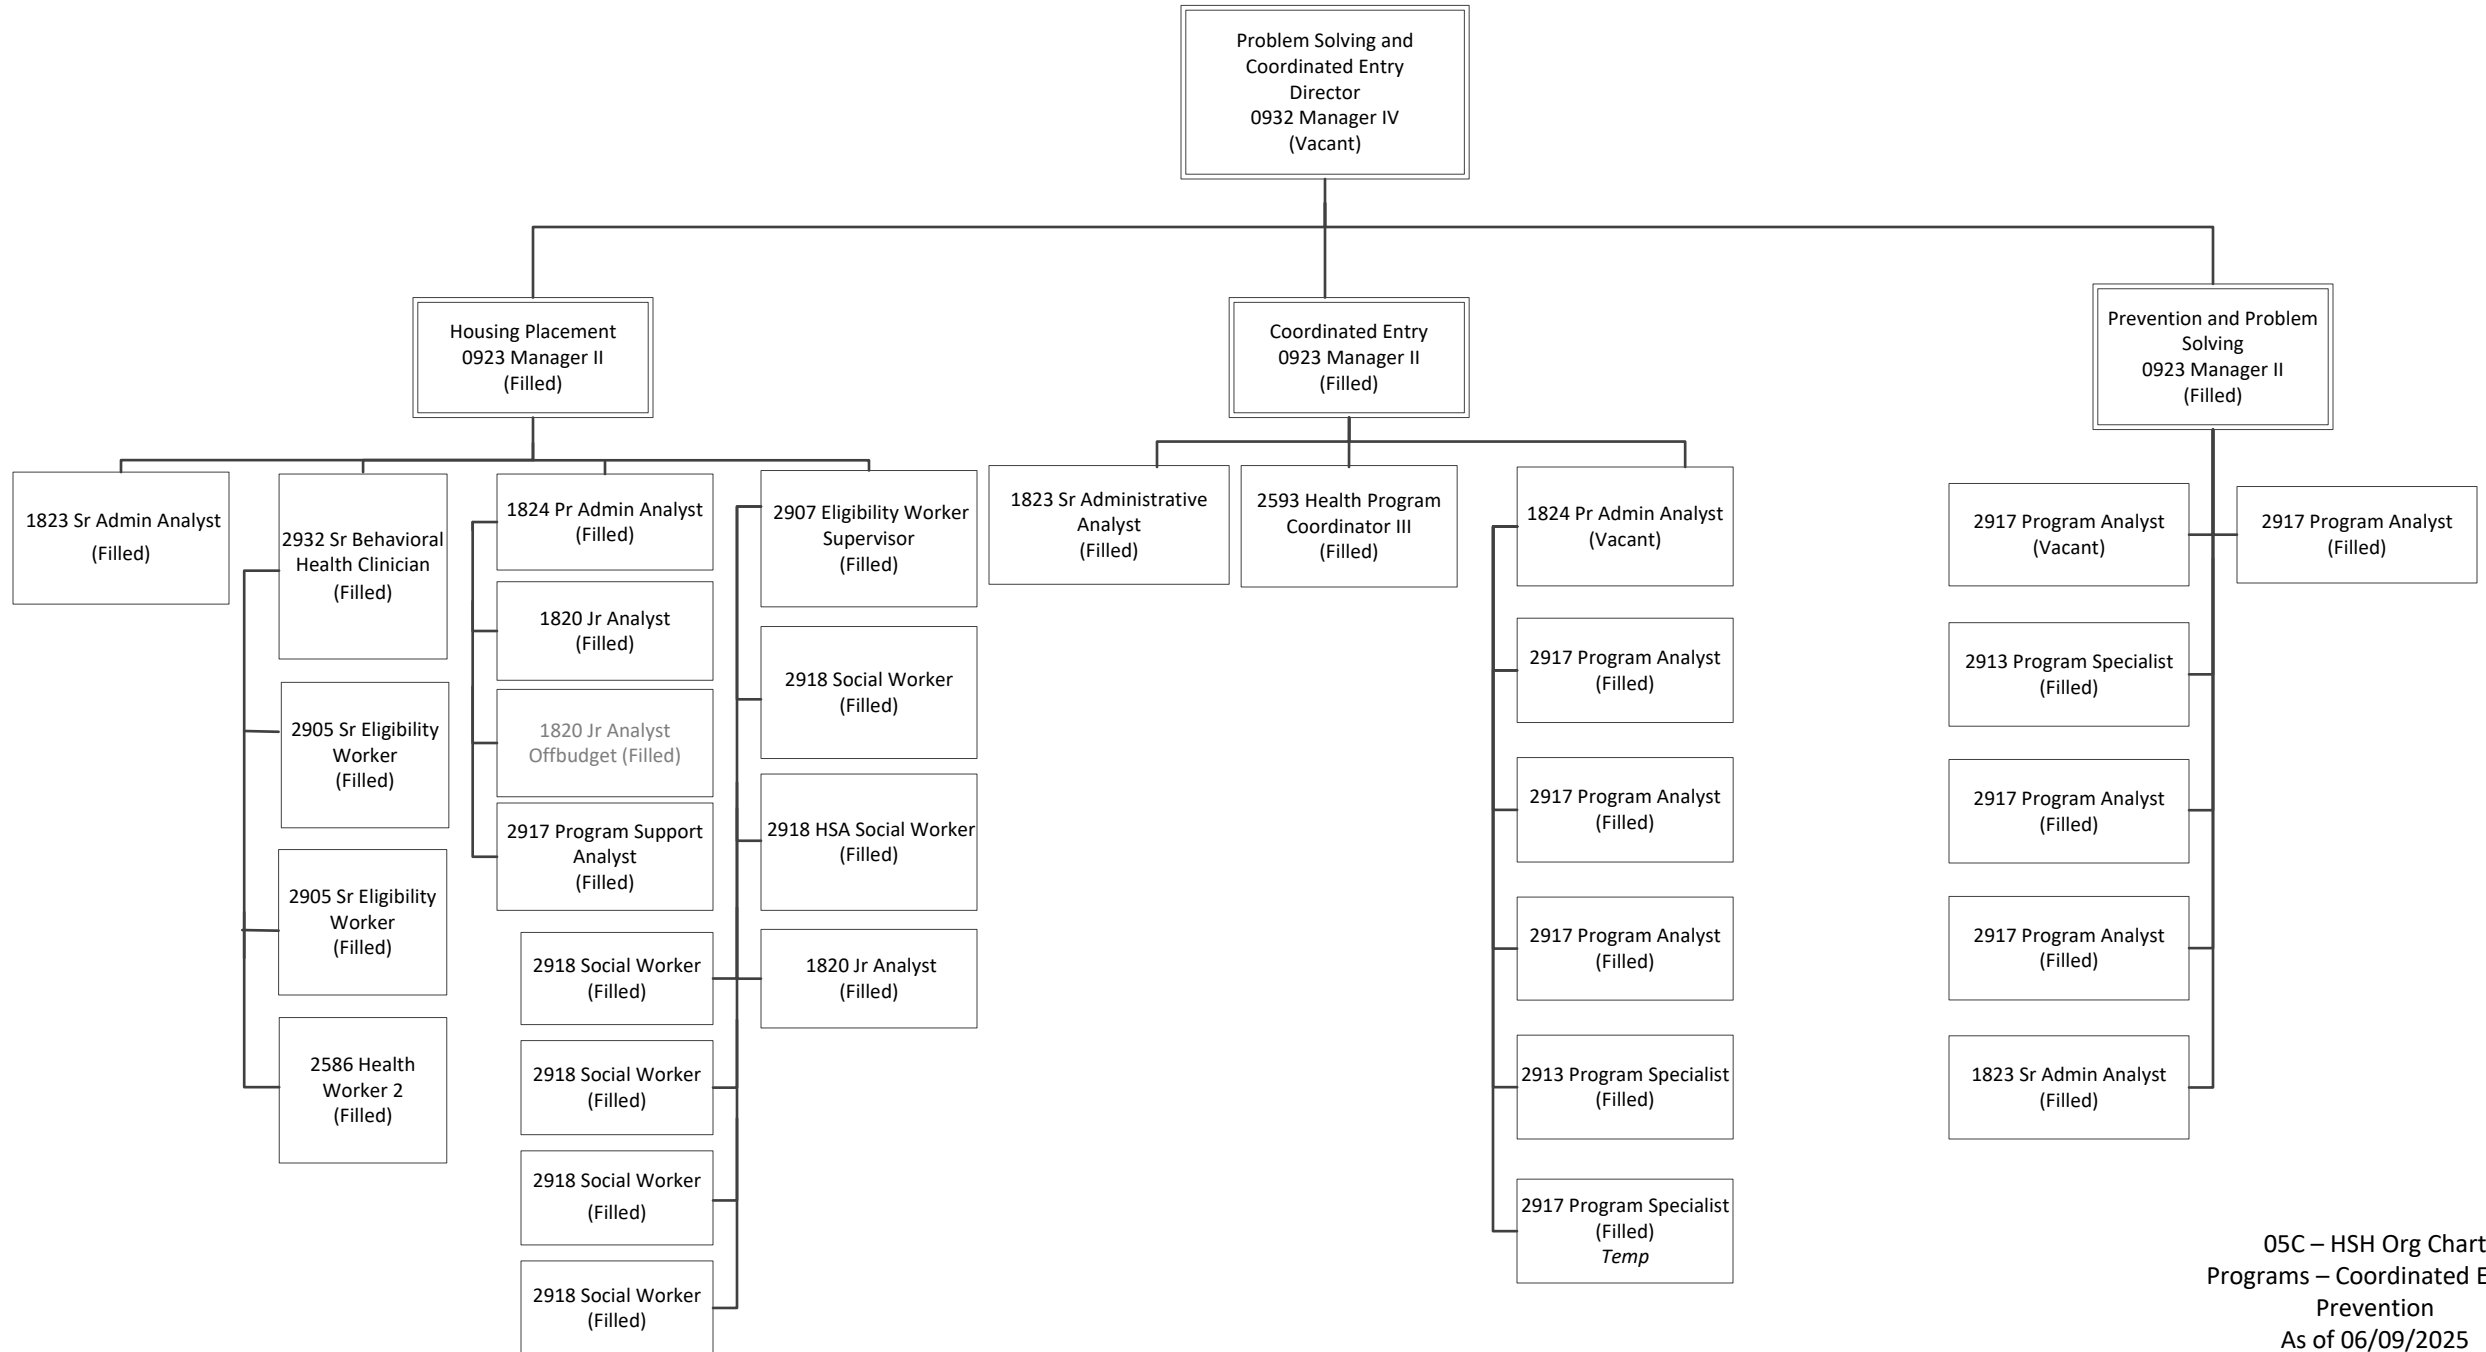 Problem Solving and
Coordinated Entry
Director
0932 Manager IV
(Vacant)
Housing Placement
0923 Manager II
(Filled)
Coordinated Entry
0923 Manager II
(Filled)
Prevention and Problem
Solving
0923 Manager II
(Filled)
1823 Sr Admin Analyst
(Filled)
2932 Sr Behavioral
Health Clinician
(Filled)
2905 Sr Eligibility
Worker
(Filled)
2905 Sr Eligibility
Worker
(Filled)
2586 Health
Worker 2
(Filled)
1824 Pr Admin Analyst
(Filled)
1820 Jr Analyst
(Filled)
1820 Jr Analyst
Offbudget (Filled)
2917 Program Support
Analyst
(Filled)
2907 Eligibility Worker
Supervisor
(Filled)
2918 Social Worker
(Filled)
2918 HSA Social Worker
(Filled)
1820 Jr Analyst
(Filled)
2918 Social Worker
(Filled)
2918 Social Worker
(Filled)
2918 Social Worker
(Filled)
2918 Social Worker
(Filled)
1823 Sr Administrative
Analyst
(Filled)
2593 Health Program
Coordinator III
(Filled)
1824 Pr Admin Analyst
(Vacant)
2917 Program Analyst
(Filled)
2917 Program Analyst
(Filled)
2917 Program Analyst
(Filled)
2913 Program Specialist
(Filled)
2917 Program Specialist
(Filled)
Temp
2917 Program Analyst
(Vacant)
2917 Program Analyst
(Filled)
2913 Program Specialist
(Filled)
2917 Program Analyst
(Filled)
2917 Program Analyst
(Filled)
1823 Sr Admin Analyst
(Filled)
05C – HSH Org Chart
Programs – Coordinated
Prevention
As of 06/09/2025